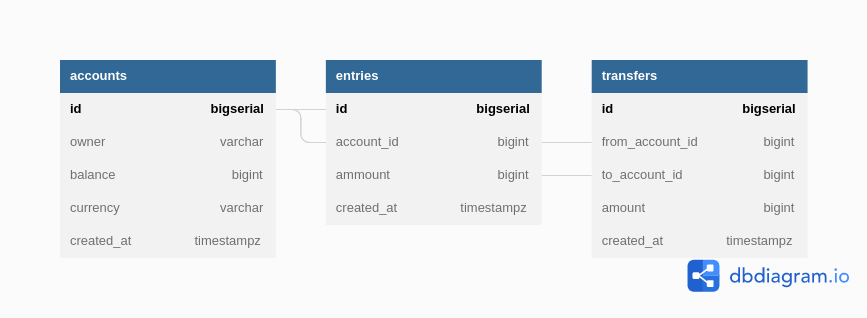 accounts
id bigserial
owner varchar
balance bigint
currency varchar
created_at timestampz
entries
id bigserial
account_id bigint
ammount bigint
created_at timestampz
transfers
id bigserial
from_account_id bigint
to_account_id bigint
amount bigint
created_at timestampz
dbdiagram.io